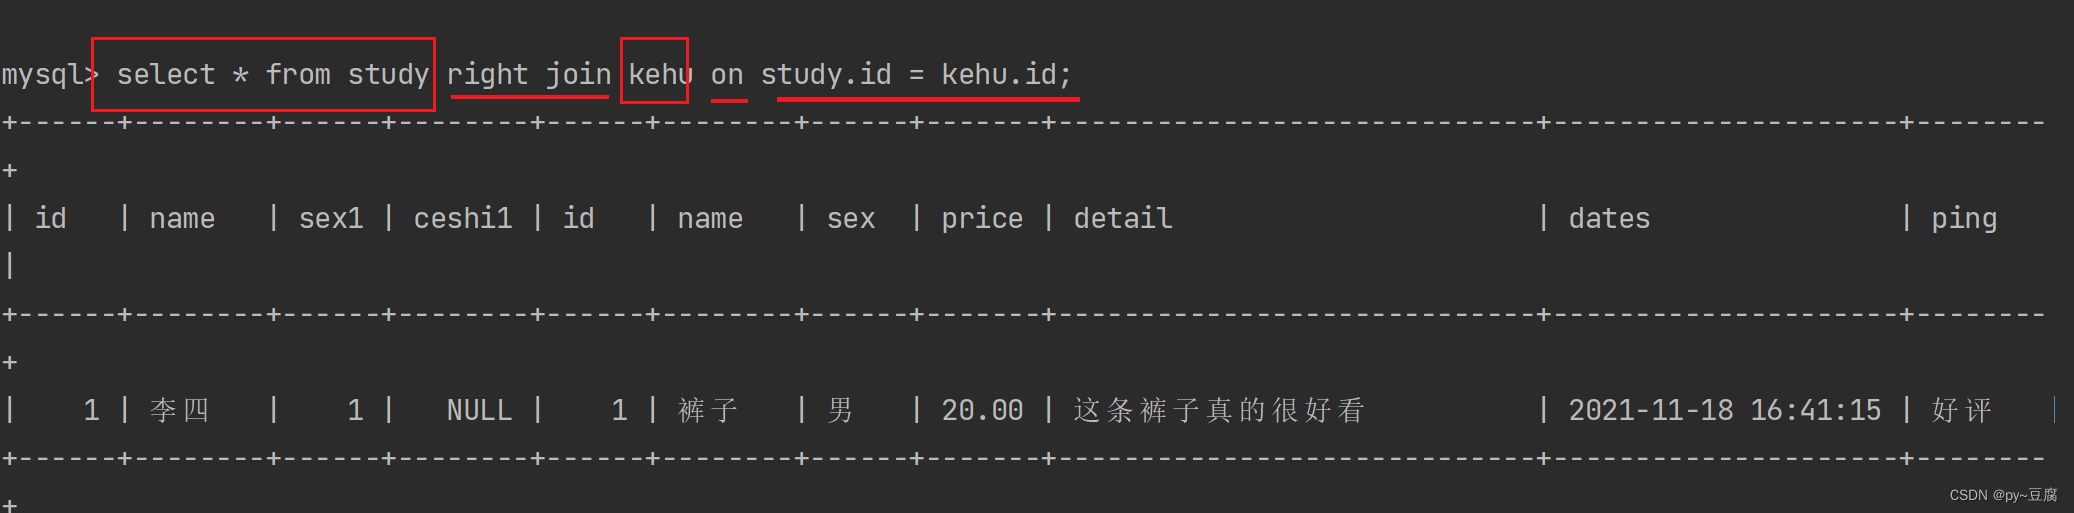 mysql> select * from study right join kehu on study.id = kehu.id;
+------+--------+------+--------+------+--------+------+-------+-----------------------------+---------------------+--------
+
| id   | name   | sex1 | ceshi1 | id   | name   | sex  | price | detail                      | dates               | ping
|
+------+--------+------+--------+------+--------+------+-------+-----------------------------+---------------------+--------
+
|    1 | 李四   |    1 |   NULL |    1 | 裤子   | 男   | 20.00 | 这条裤子真的很好看          | 2021-11-18 16:41:15 | 好评   |
+------+--------+------+--------+------+--------+------+-------+-----------------------------+---------------------+--------
+
CSDN @py~豆腐